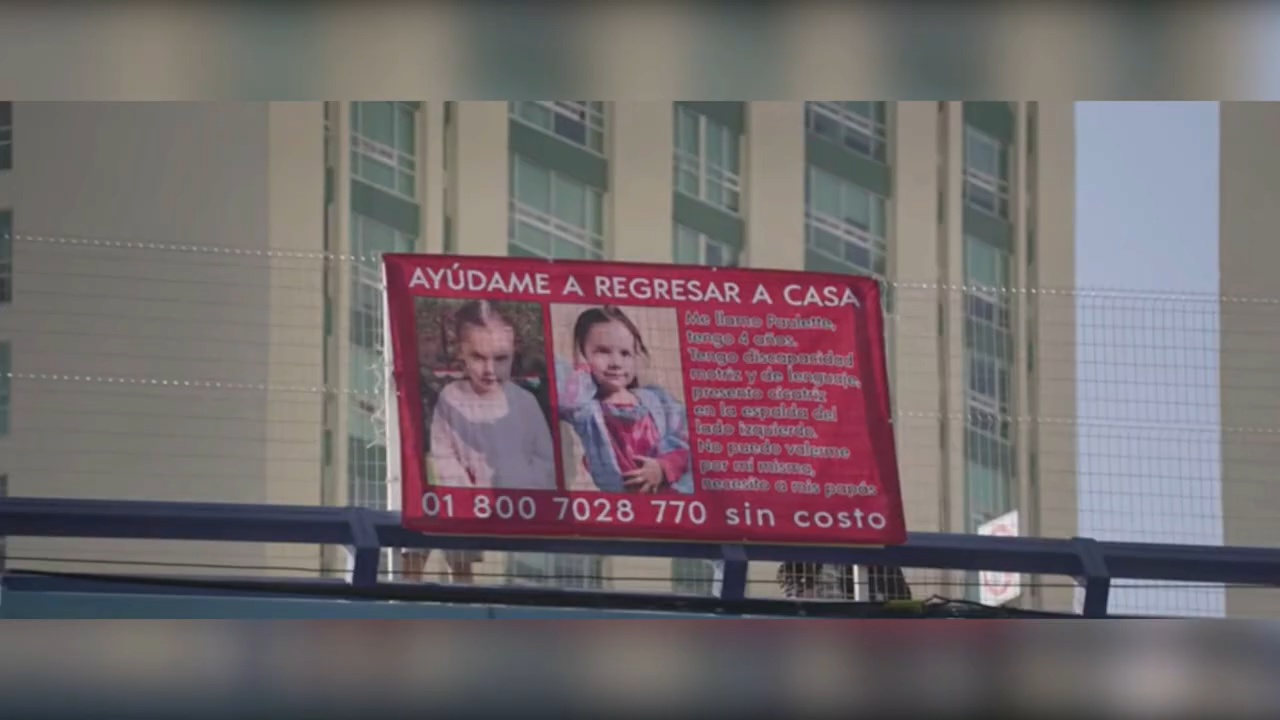 AYÚDAME A REGRESAR A CASA
Me llamo Paulette,
tengo 4 años.
Tengo discapacidad
motriz y de lenguaje,
presento cicatriz
en la espalda del
lado izquierdo.
No puedo valerme
por mí misma,
necesito a mis papás
01 800 7028 770 sin costo